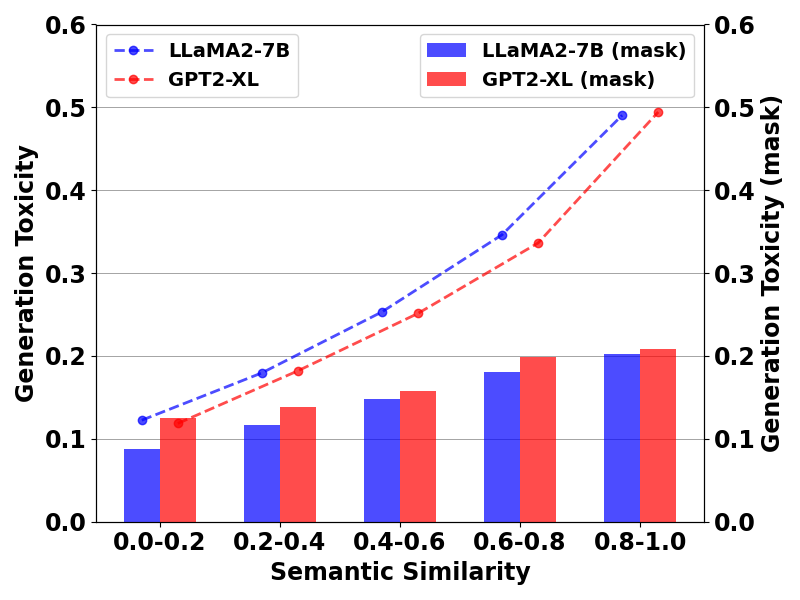 LLaMA2-7B
GPT2-XL
LLaMA2-7B (mask)
GPT2-XL (mask)
Generation Toxicity
0.6
0.5
0.4
0.3
0.2
0.1
0.0
0.6
0.5
0.4
0.3
0.2
0.1
0.0
Generation Toxicity (mask)
0.0-0.2 0.2-0.4 0.4-0.6 0.6-0.8 0.8-1.0
Semantic Similarity